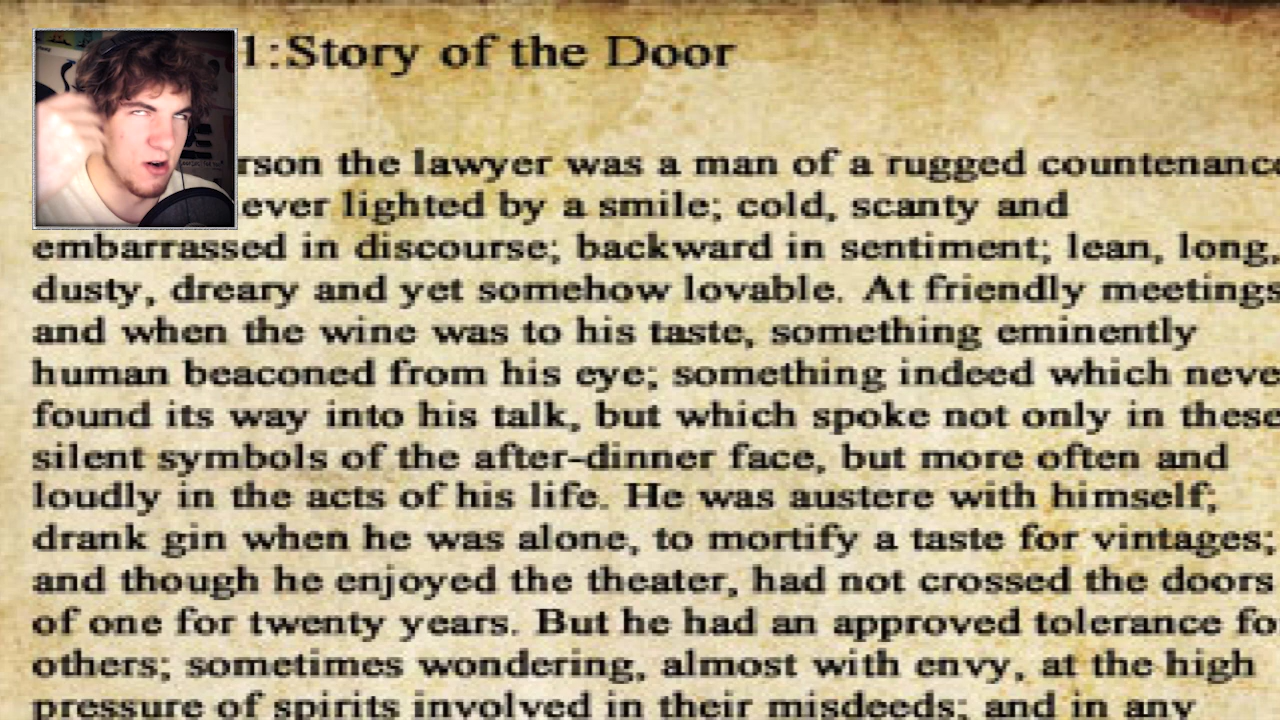 1:Story of the Door
rson the lawyer was a man of a rugged countenance
ever lighted by a smile; cold, scanty and
embarrassed in discourse; backward in sentiment; lean, long,
dusty, dreary and yet somehow lovable. At friendly meetings
and when the wine was to his taste, something eminently
human beaconed from his eye; something indeed which neve
found its way into his talk, but which spoke not only in these
silent symbols of the after-dinner face, but more often and
loudly in the acts of his life. He was austere with himself;
drank gin when he was alone, to mortify a taste for vintages;
and though he enjoyed the theater, had not crossed the doors
of one for twenty years. But he had an approved tolerance fo
others; sometimes wondering, almost with envy, at the high
pressure of spirits involved in their misdeeds; and in any